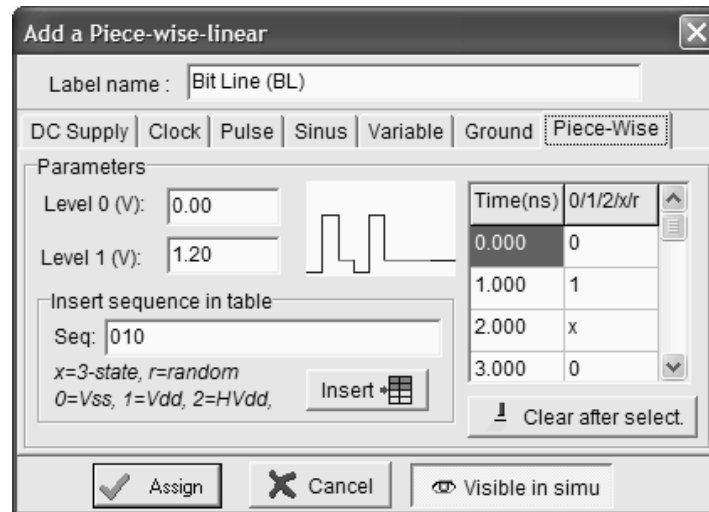 Add a Piece-wise-linear
Label name : Bit Line (BL)
DC Supply Clock Pulse Sinus Variable Ground Piece-Wise
Parameters
Level 0 (V): 0.00
Level 1 (V): 1.20
Insert sequence in table
Seq: 010
x=3-state, r=random
0=Vss, 1=Vdd, 2=HVdd,
Insert
Time(ns) 0/1/2/x/r
0.000 0
1.000 1
2.000 x
3.000 0
Clear after select.
Assign Cancel Visible in simu